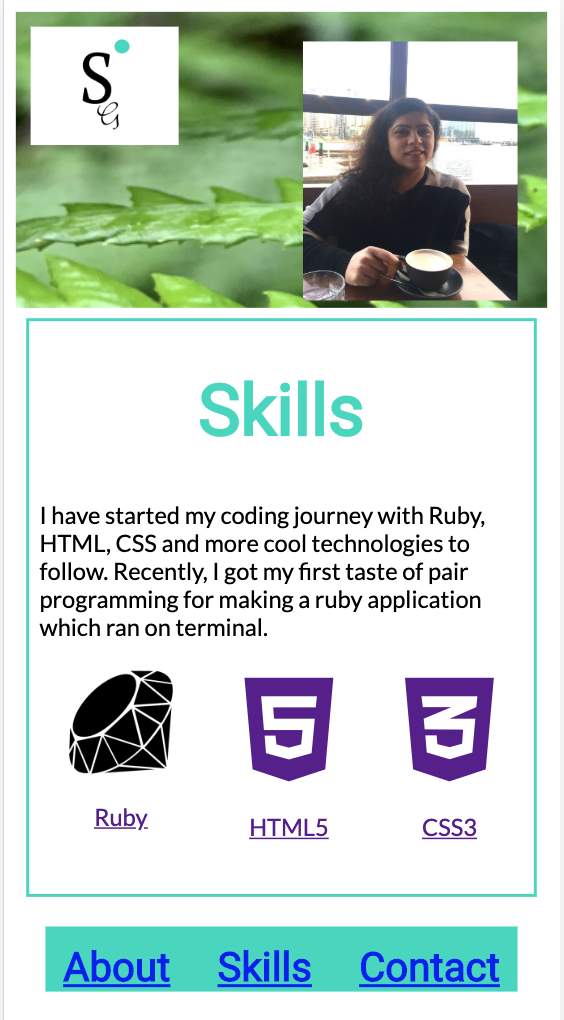 S
G
Skills
I have started my coding journey with Ruby,
HTML, CSS and more cool technologies to
follow. Recently, I got my first taste of pair
programming for making a ruby application
which ran on terminal.
5 3
Ruby HTML5 CSS3
About Skills Contact